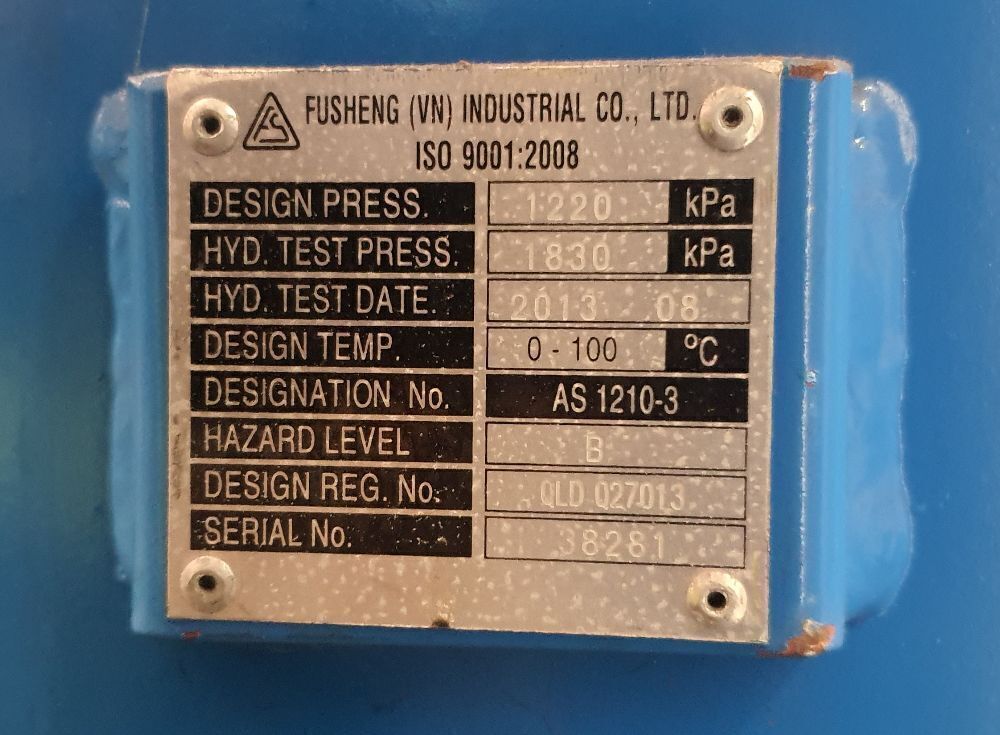 FS FUSHENG (VN) INDUSTRIAL CO., LTD.
ISO 9001:2008
DESIGN PRESS. 1220 kPa
HYD. TEST PRESS. 1830 kPa
HYD. TEST DATE. 2013 08
DESIGN TEMP. 0 - 100 °C
DESIGNATION No. AS 1210-3
HAZARD LEVEL B
DESIGN REG. No. QLD Q27013
SERIAL No. 38281